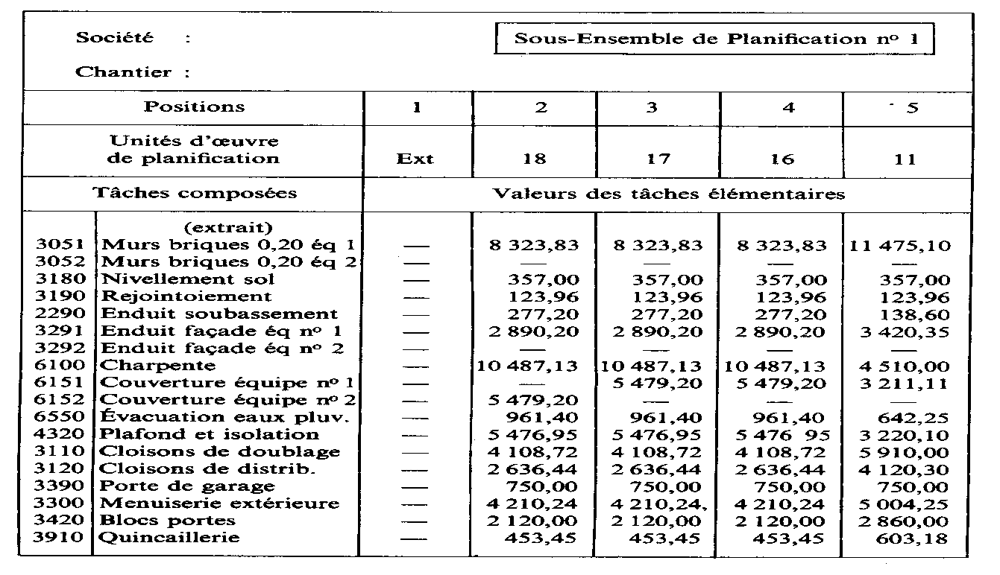 Société :
Sous-Ensemble de Planification nº 1
Chantier :
Positions 1 2 3 4 5
Unités d'œuvre
de planification Ext 18 17 16 11
Tâches composées Valeurs des tâches élémentaires
(extrait)
3051 Murs briques 0,20 éq 1 — 8 323,83 8 323,83 8 323,83 11 475,10
3052 Murs briques 0,20 éq 2 — — — — —
3180 Nivellement sol — 357,00 357,00 357,00 357,00
3190 Rejointoiement — 123,96 123,96 123,96 123,96
2290 Enduit soubassement — 277,20 277,20 277,20 138,60
3291 Enduit façade éq nº 1 — 2 890,20 2 890,20 2 890,20 3 420,35
3292 Enduit façade éq nº 2 — — — — —
6100 Charpente — 10 487,13 10 487,13 10 487,13 4 510,00
6151 Couverture équipe nº 1 — — 5 479,20 5 479,20 3 211,11
6152 Couverture équipe nº 2 — 5 479,20 — — —
6550 Évacuation eaux pluv. — 961,40 961,40 961,40 642,25
4320 Plafond et isolation — 5 476,95 5 476,95 5 476 95 3 220,10
3110 Cloisons de doublage — 4 108,72 4 108,72 4 108,72 5 910,00
3120 Cloisons de distrib. — 2 636,44 2 636,44 2 636,44 4 120,30
3390 Porte de garage — 750,00 750,00 750,00 750,00
3300 Menuiserie extérieure — 4 210,24 4 210,24, 4 210,24 5 004,25
3420 Blocs portes — 2 120,00 2 120,00 2 120,00 2 860,00
3910 Quincaillerie — 453,45 453,45 453,45 603,18